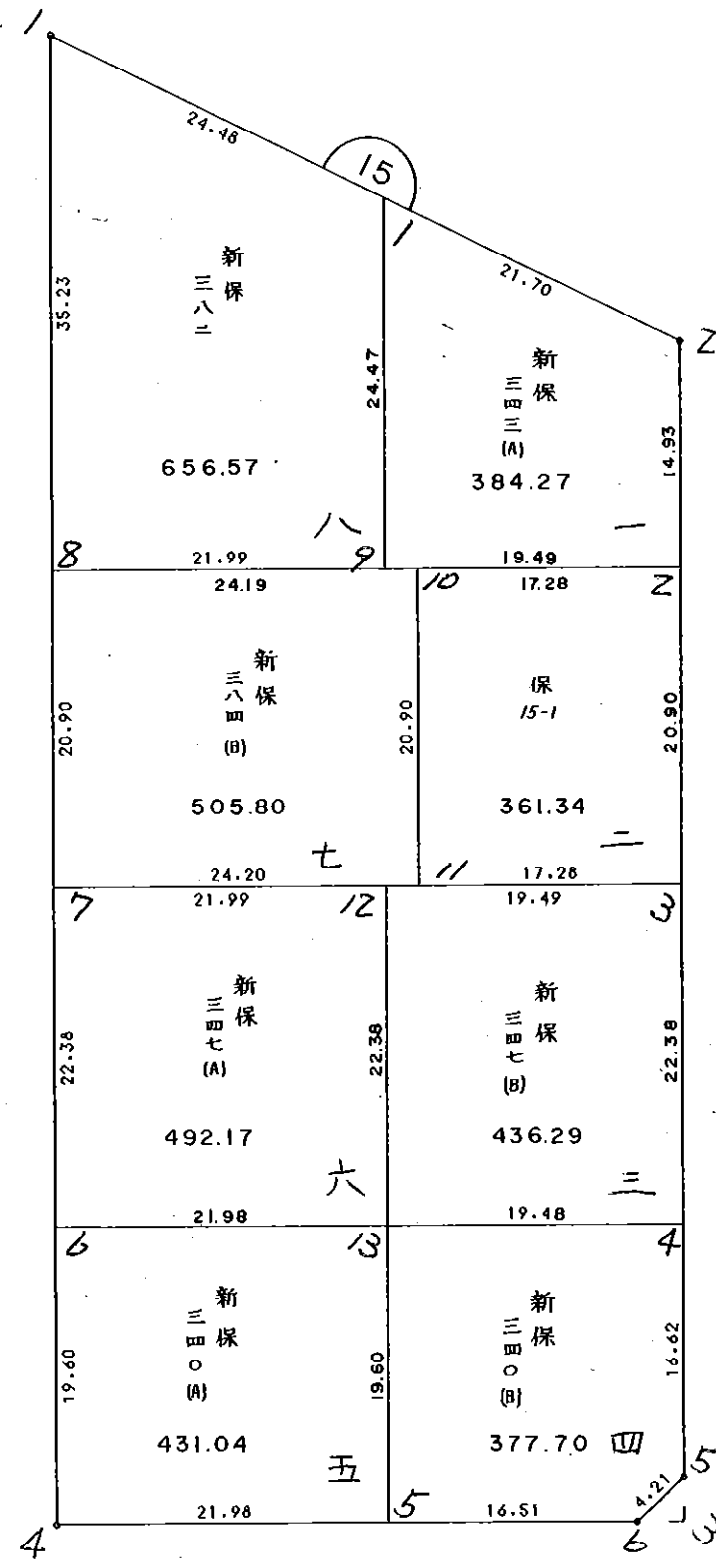 1
24.48
15
1
21.70
2
35.23
新保
三八二
24.47
新保
三四三(A)
14.93
656.57
384.27
八
一
8
21.99
9
19.49
2
24.19
10
17.28
20.90
新保
三八四(B)
20.90
保
15-1
20.90
505.80
361.34
七
二
24.20
11
17.28
7
21.99
12
19.49
3
22.38
新保
三四七(A)
22.38
新保
三四七(B)
22.38
492.17
436.29
六
三
21.98
19.48
6
13
4
19.60
新保
三四〇(A)
19.60
新保
三四〇(B)
16.62
431.04
377.70
五
四
5
4.21
21.98
5
16.51
4
6
3